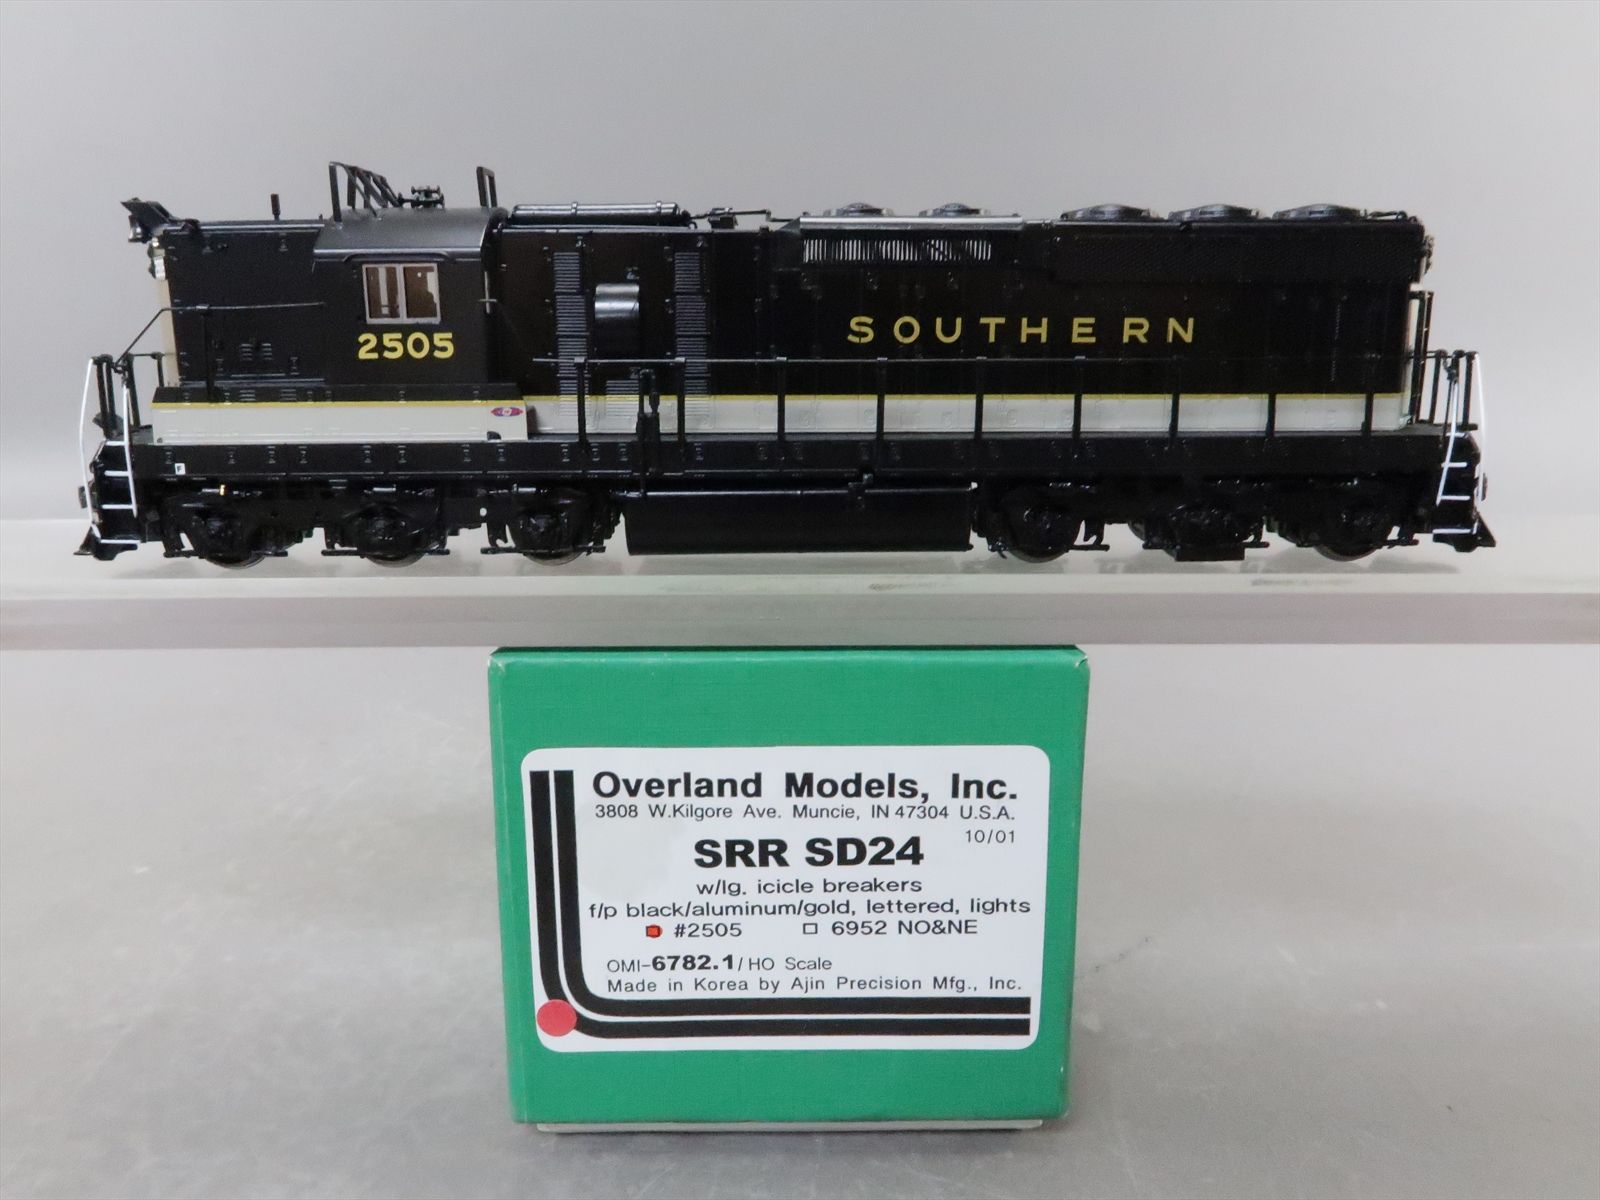 2505
SOUTHERN
F
Overland Models, Inc.
3808 W.Kilgore Ave. Muncie, IN 47304 U.S.A.
10/01
SRR SD24
w/lg. icicle breakers
f/p black/aluminum/gold, lettered, lights
#2505 6952 NO&NE
OMI-6782.1/HO Scale
Made in Korea by Ajin Precision Mfg., Inc.